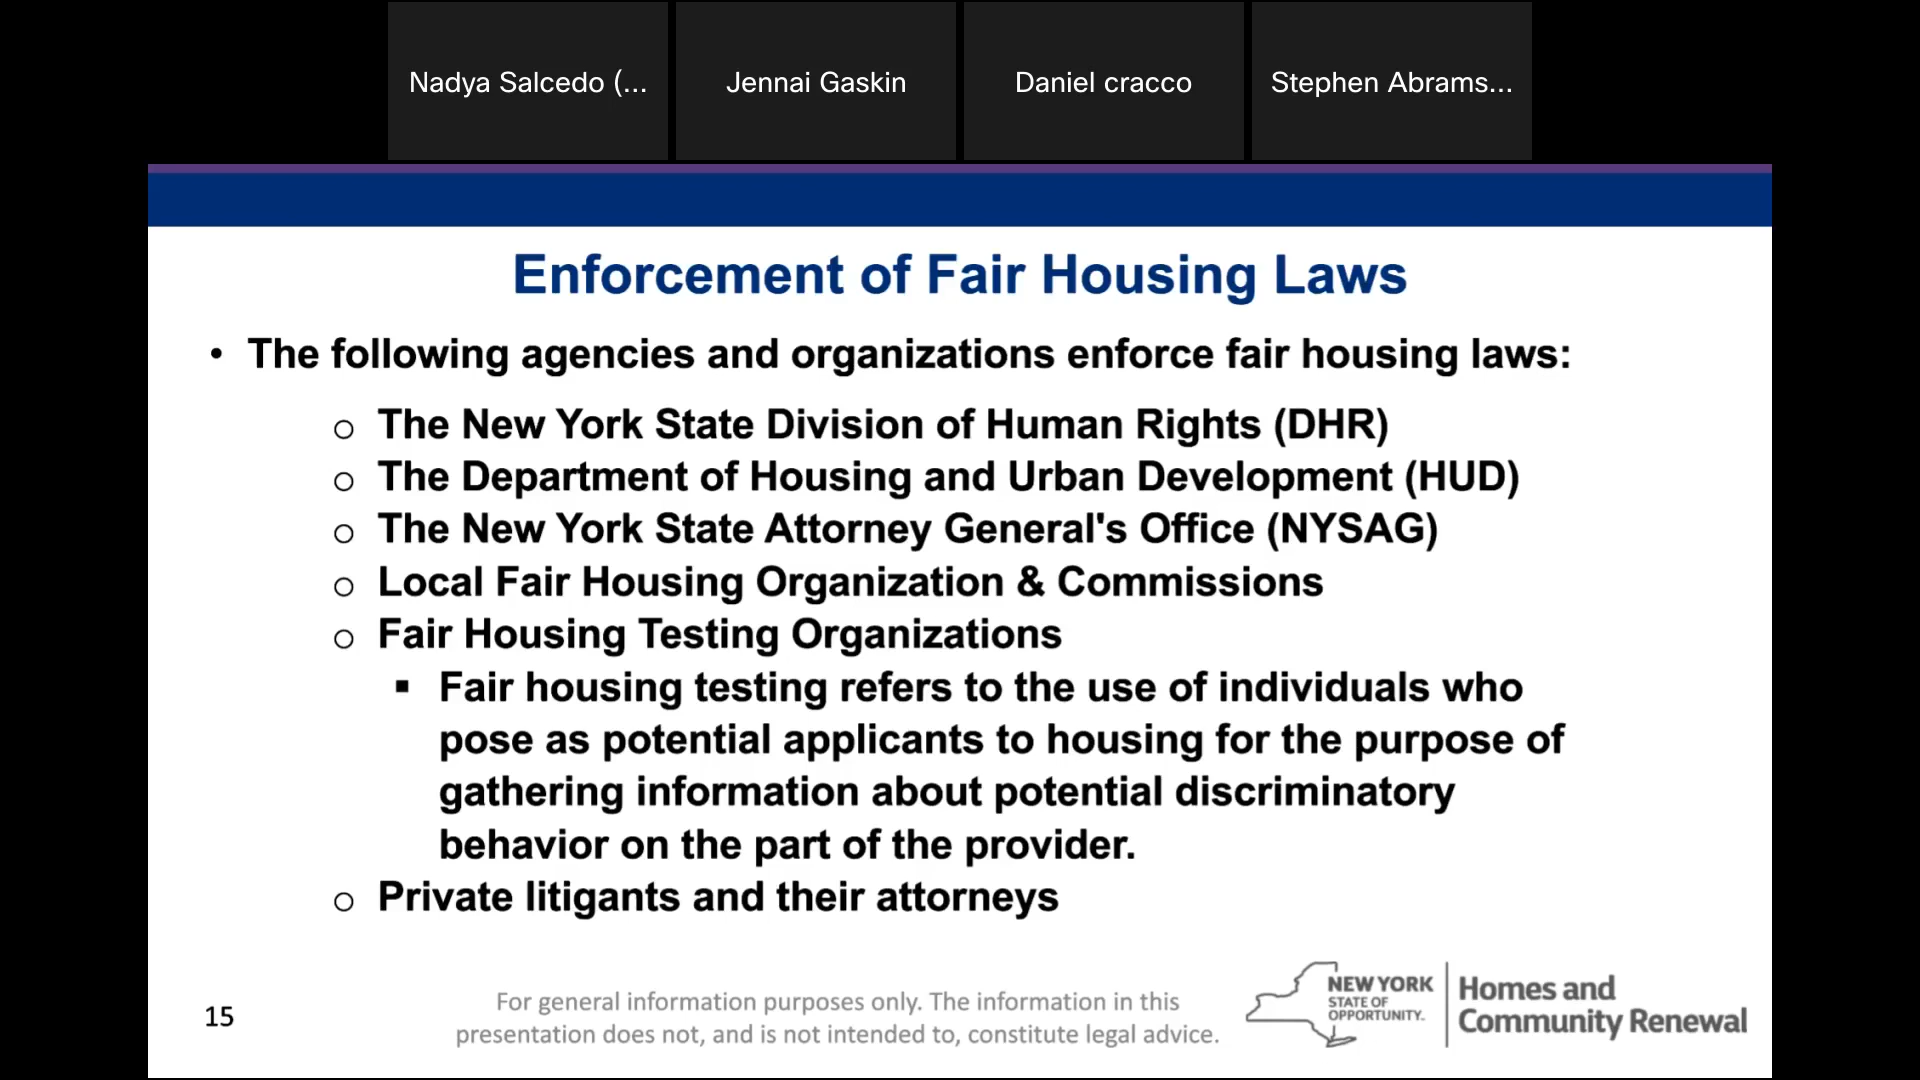 Nadya Salcedo (...
Jennai Gaskin
Daniel cracco
Stephen Abrams...
Enforcement of Fair Housing Laws
• The following agencies and organizations enforce fair housing laws:
o The New York State Division of Human Rights (DHR)
o The Department of Housing and Urban Development (HUD)
o The New York State Attorney General's Office (NYSAG)
o Local Fair Housing Organization & Commissions
o Fair Housing Testing Organizations
▪ Fair housing testing refers to the use of individuals who
pose as potential applicants to housing for the purpose of
gathering information about potential discriminatory
behavior on the part of the provider.
o Private litigants and their attorneys
15
For general information purposes only. The information in this
presentation does not, and is not intended to, constitute legal advice.
NEW YORK
STATE OF
OPPORTUNITY.
Homes and
Community Renewal